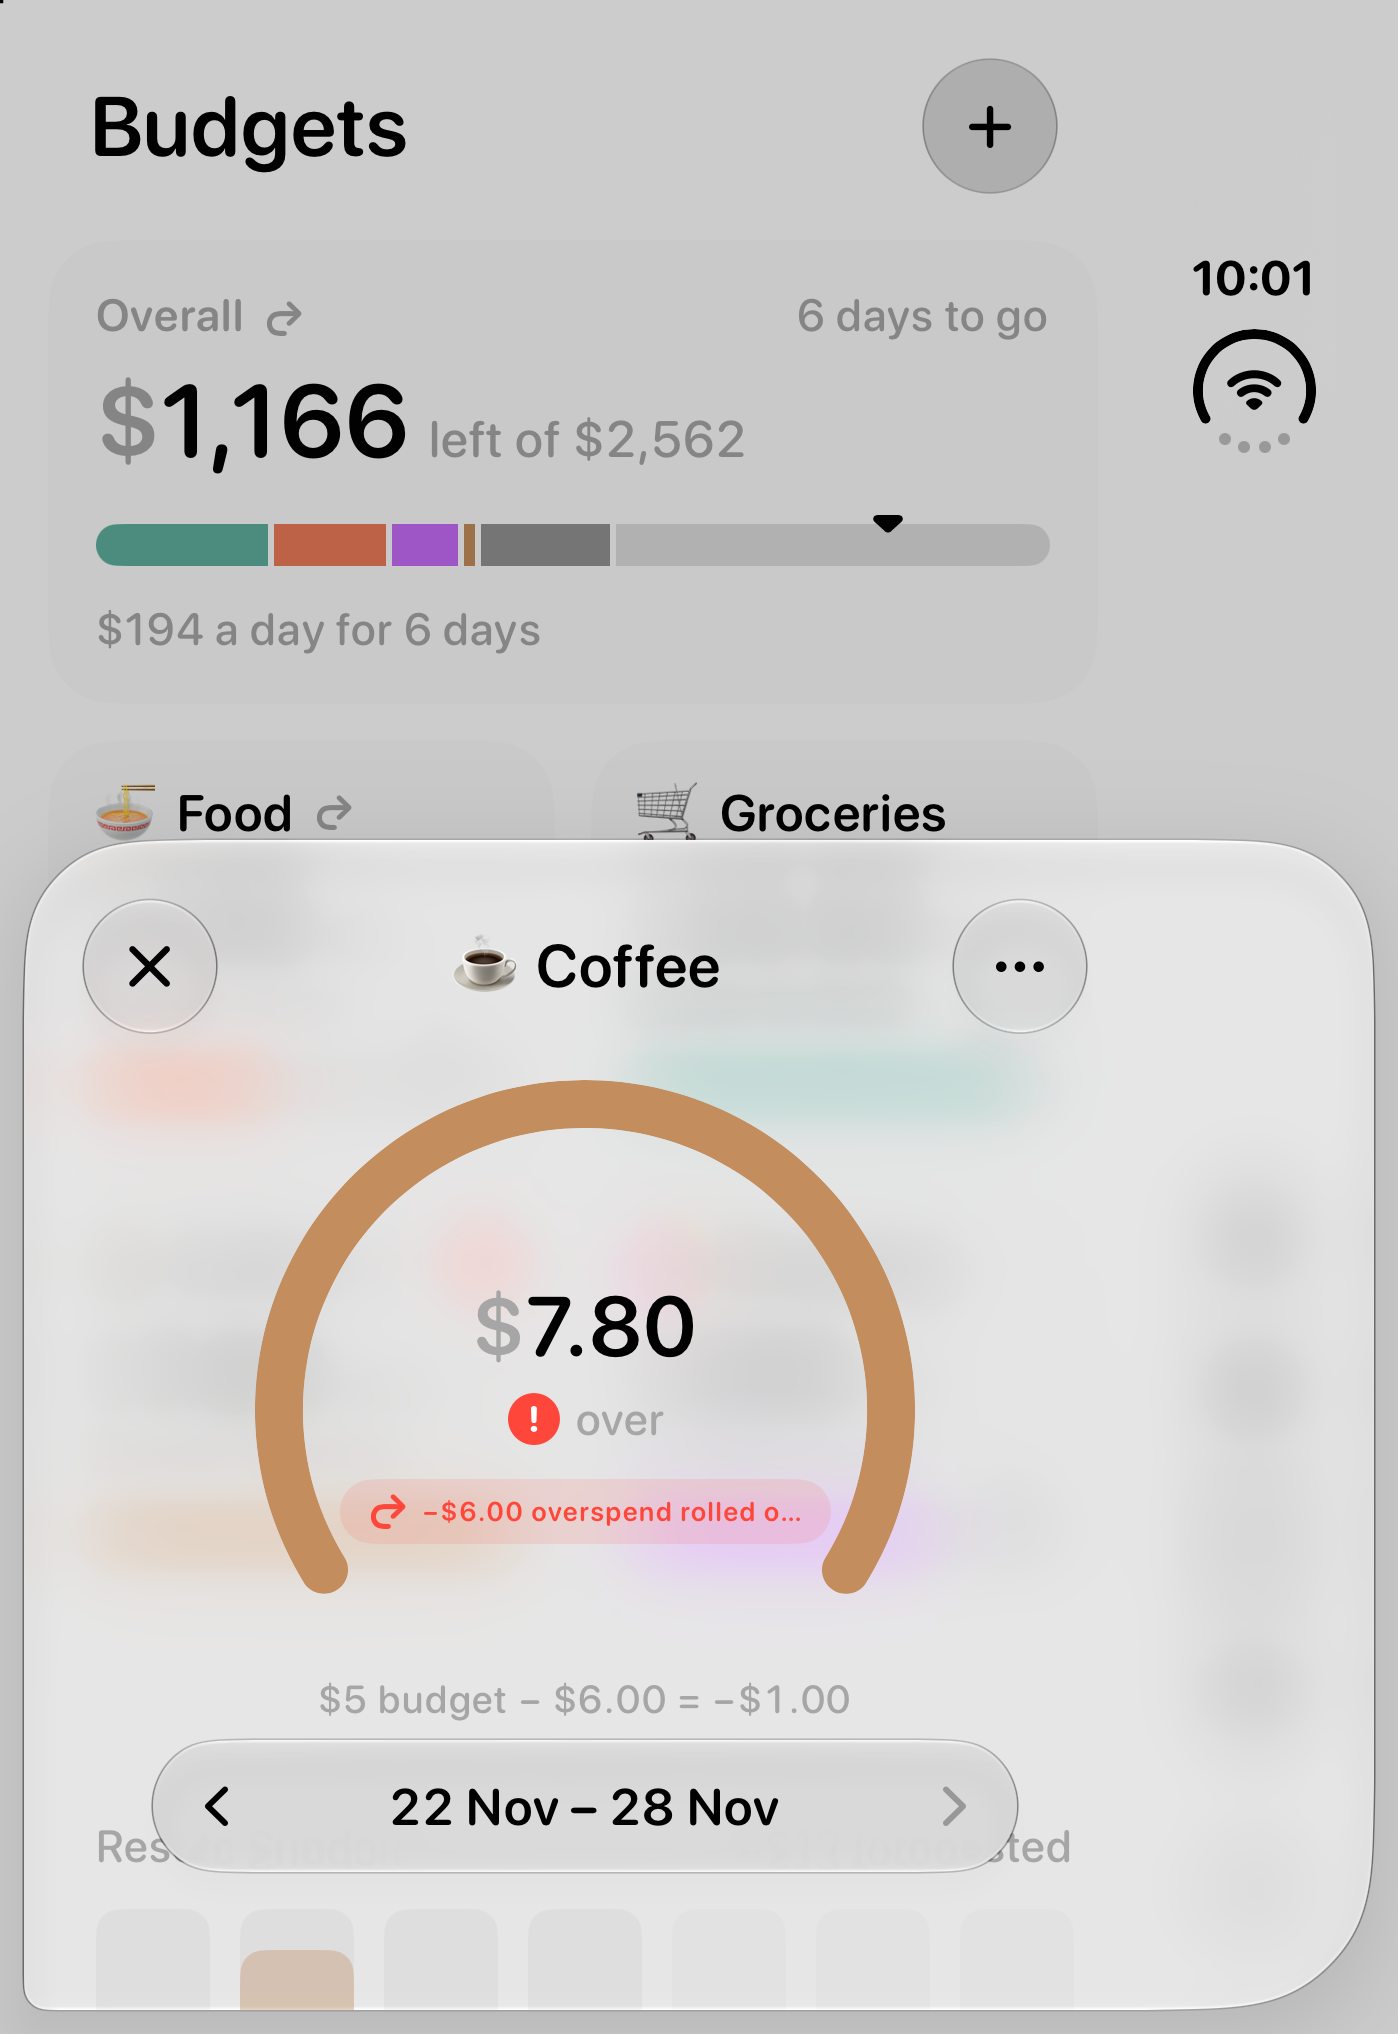 Budgets
10:01
Overall
6 days to go
$1,166 left of $2,562
$194 a day for 6 days
Food
Groceries
Coffee
$7.80
! over
−$6.00 overspend rolled o...
$5 budget − $6.00 = −$1.00
22 Nov – 28 Nov